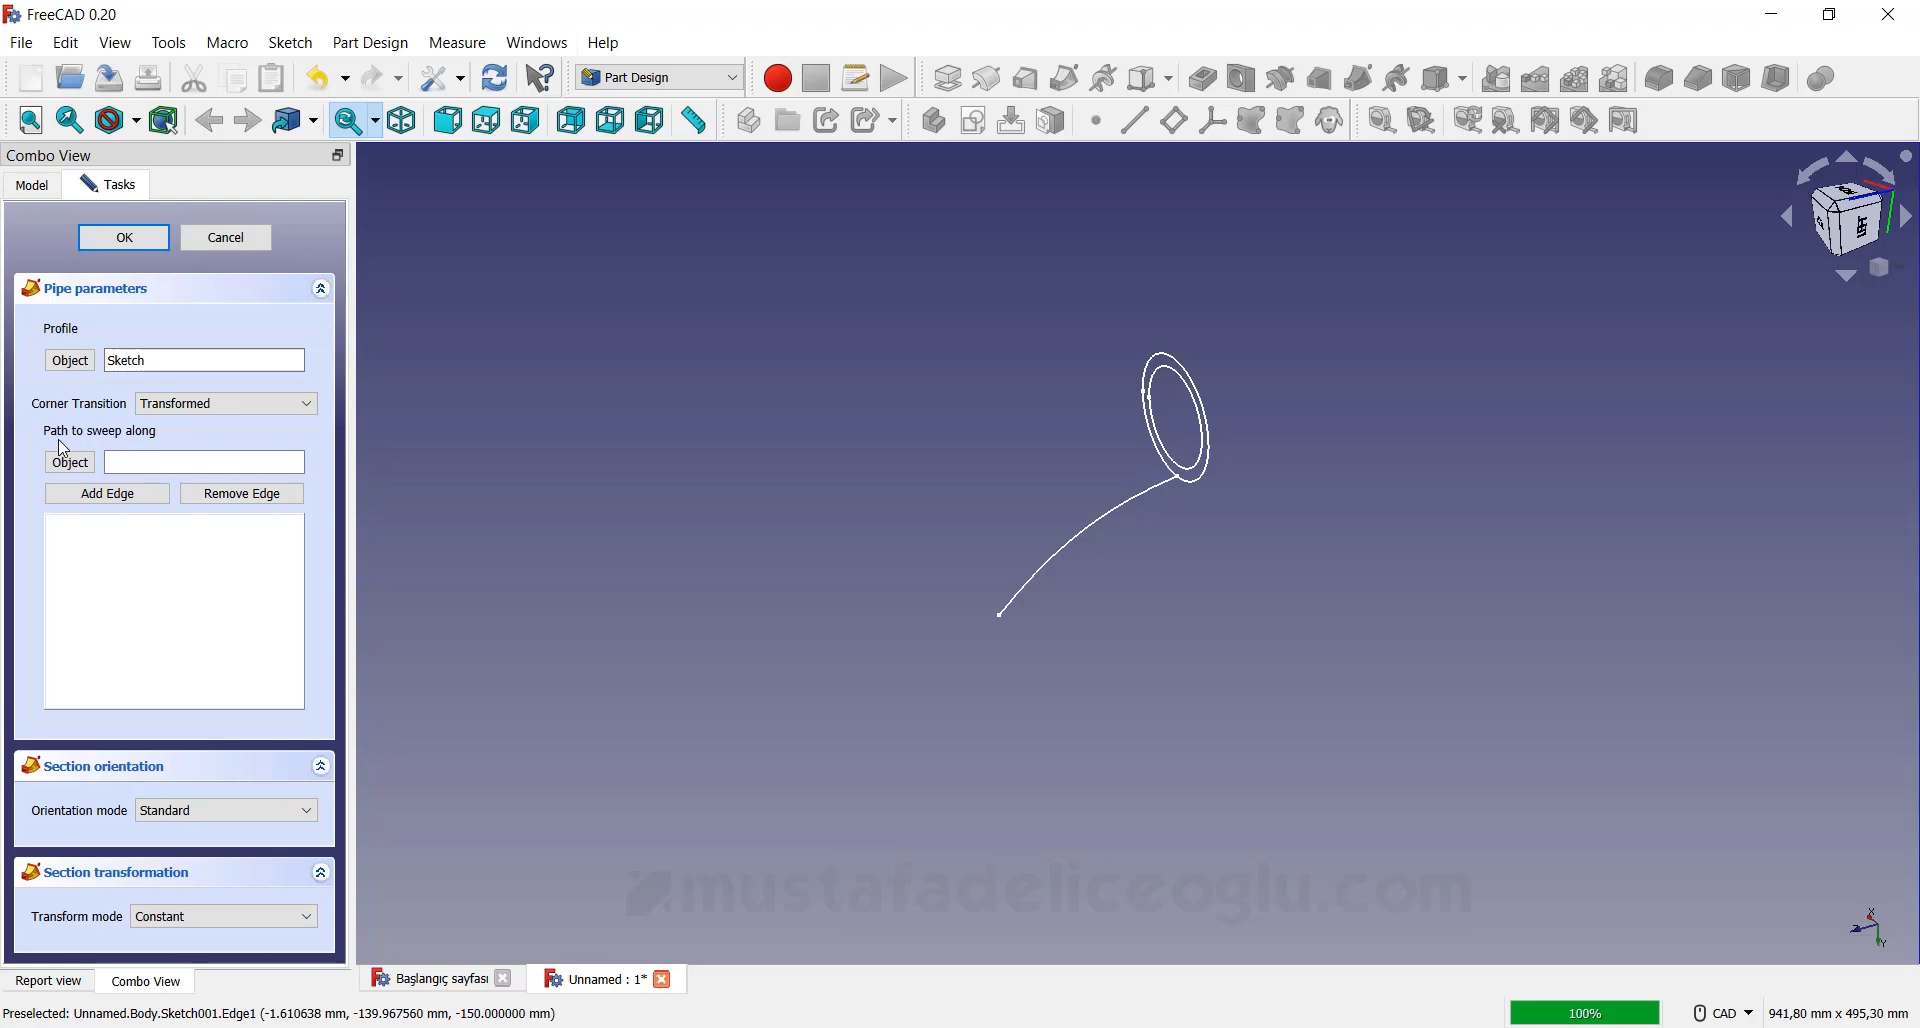 FreeCAD 0.20
File Edit View Tools Macro Sketch Part Design Measure Windows Help
Part Design
Combo View
Model Tasks
OK Cancel
Pipe parameters
Profile
Object Sketch
Corner Transition Transformed
Path to sweep along
Object
Add Edge Remove Edge
Section orientation
Orientation mode Standard
Section transformation
Transform mode Constant
mustafadeliceoglu.com
X
Z
Y
Report view Combo View
Başlangıç sayfası Unnamed : 1*
Preselected: Unnamed.Body.Sketch001.Edge1 (-1.610638 mm, -139.967560 mm, -150.000000 mm)
100% CAD 941,80 mm x 495,30 mm